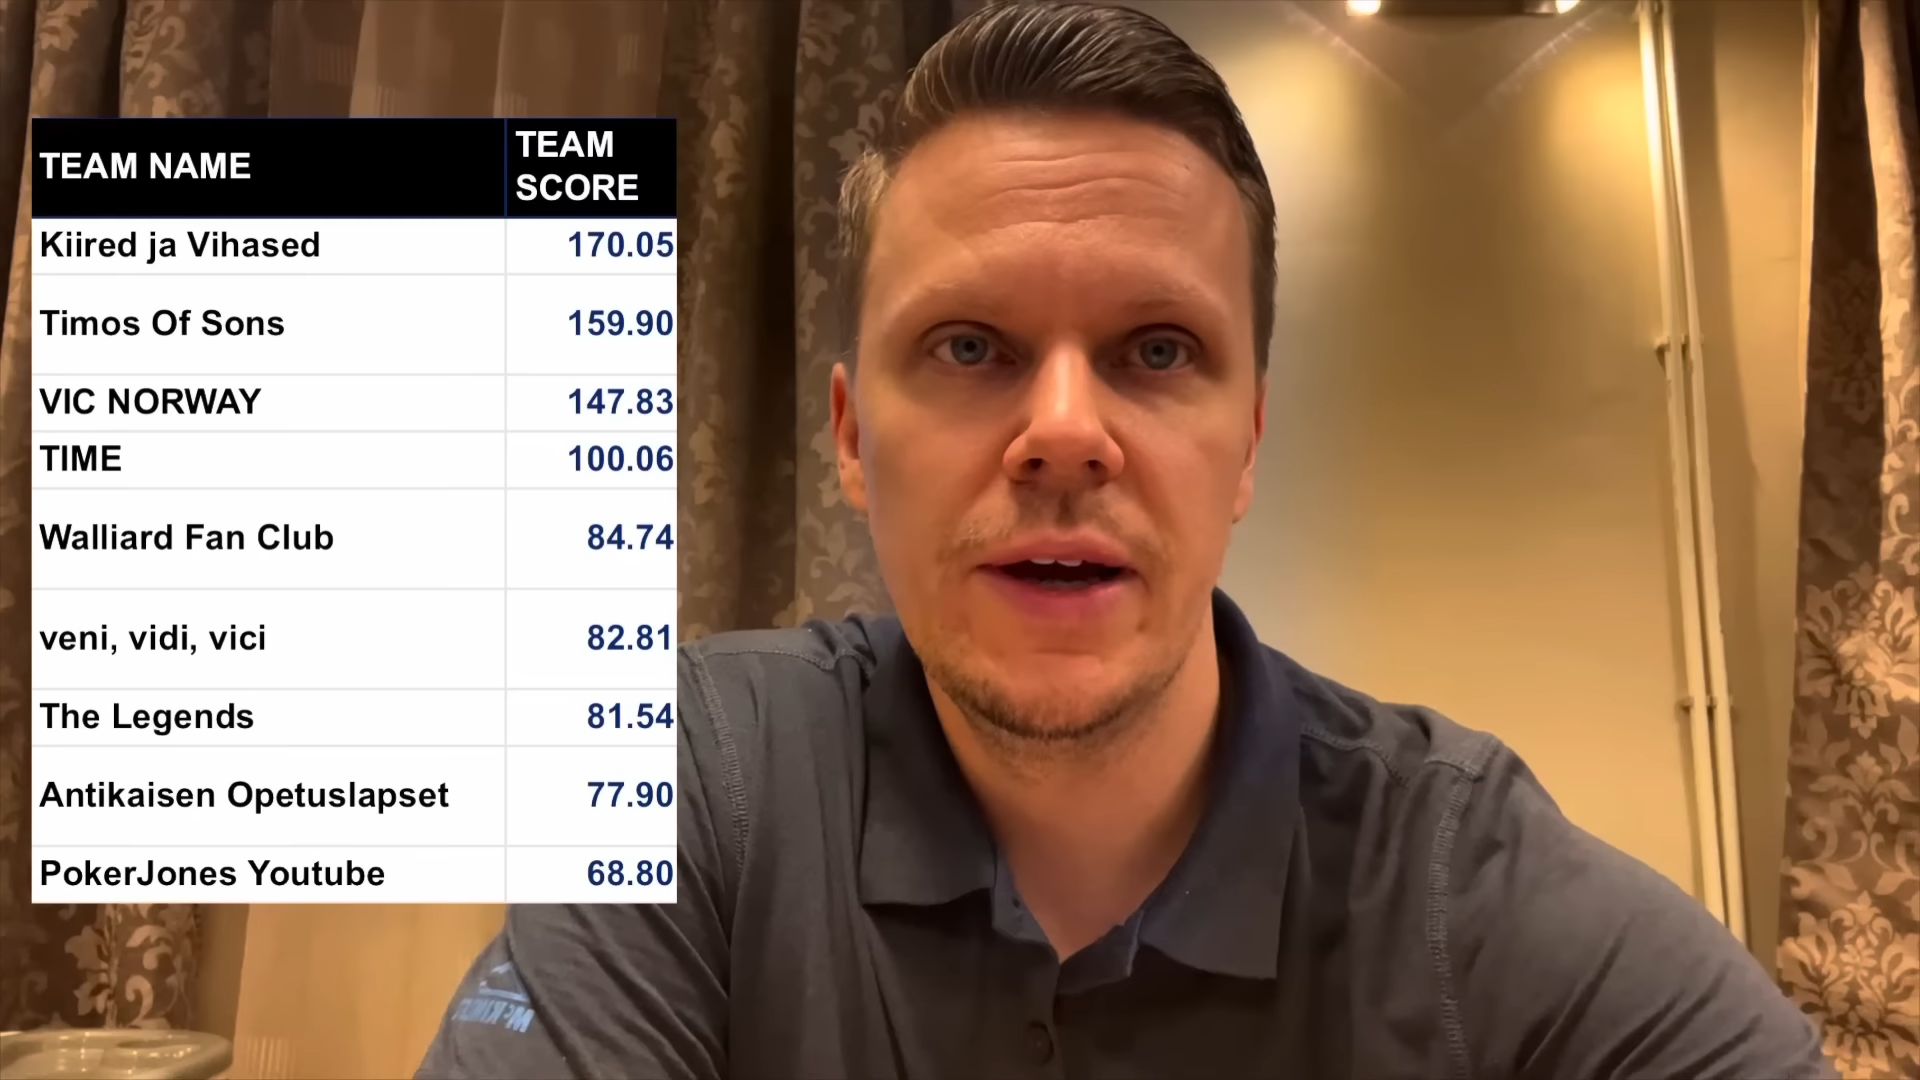 TEAM NAME
TEAM
SCORE
Kiired ja Vihased 170.05
Timos Of Sons 159.90
VIC NORWAY 147.83
TIME 100.06
Walliard Fan Club 84.74
veni, vidi, vici 82.81
The Legends 81.54
Antikaisen Opetuslapset 77.90
PokerJones Youtube 68.80